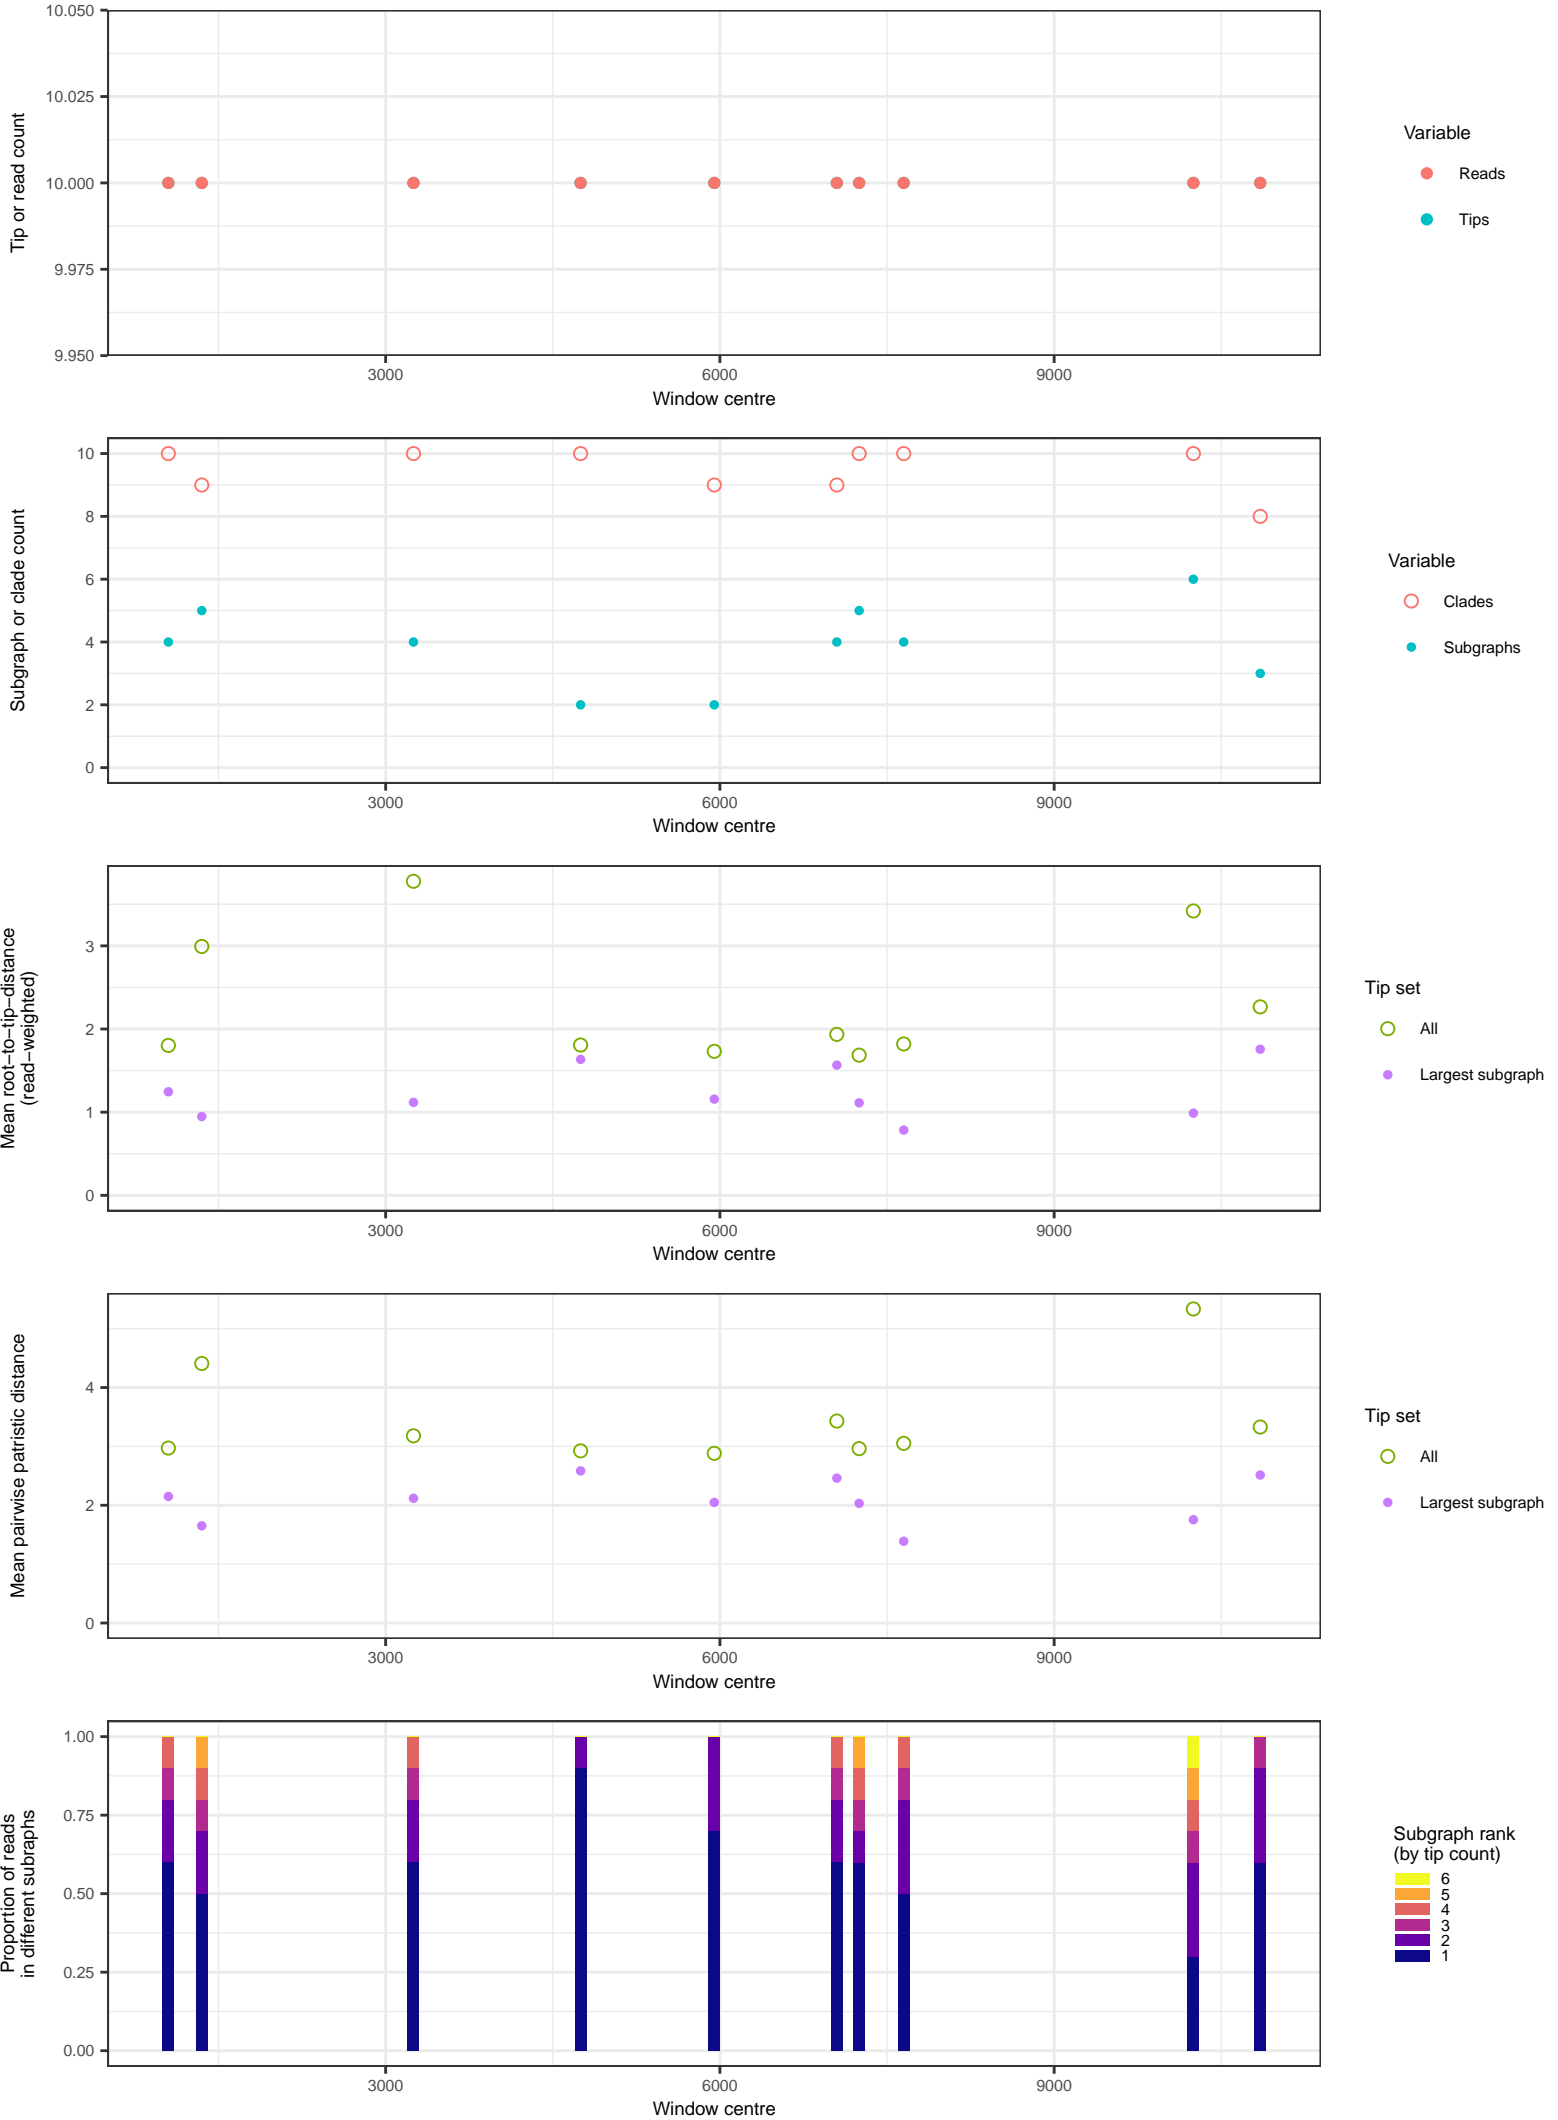 10.050
10.025
10.000
9.975
9.950
Tip or read count
3000 6000 9000
Window centre
Variable
Reads
Tips
10
8
6
4
2
0
Subgraph or clade count
3000 6000 9000
Window centre
Variable
Clades
Subgraphs
3
2
1
0
Mean root−to−tip−distance
(read−weighted)
3000 6000 9000
Window centre
Tip set
All
Largest subgraph
4
2
0
Mean pairwise patristic distance
3000 6000 9000
Window centre
Tip set
All
Largest subgraph
1.00
0.75
0.50
0.25
0.00
Proportion of reads
in different subraphs
3000 6000 9000
Window centre
Subgraph rank
(by tip count)
6
5
4
3
2
1